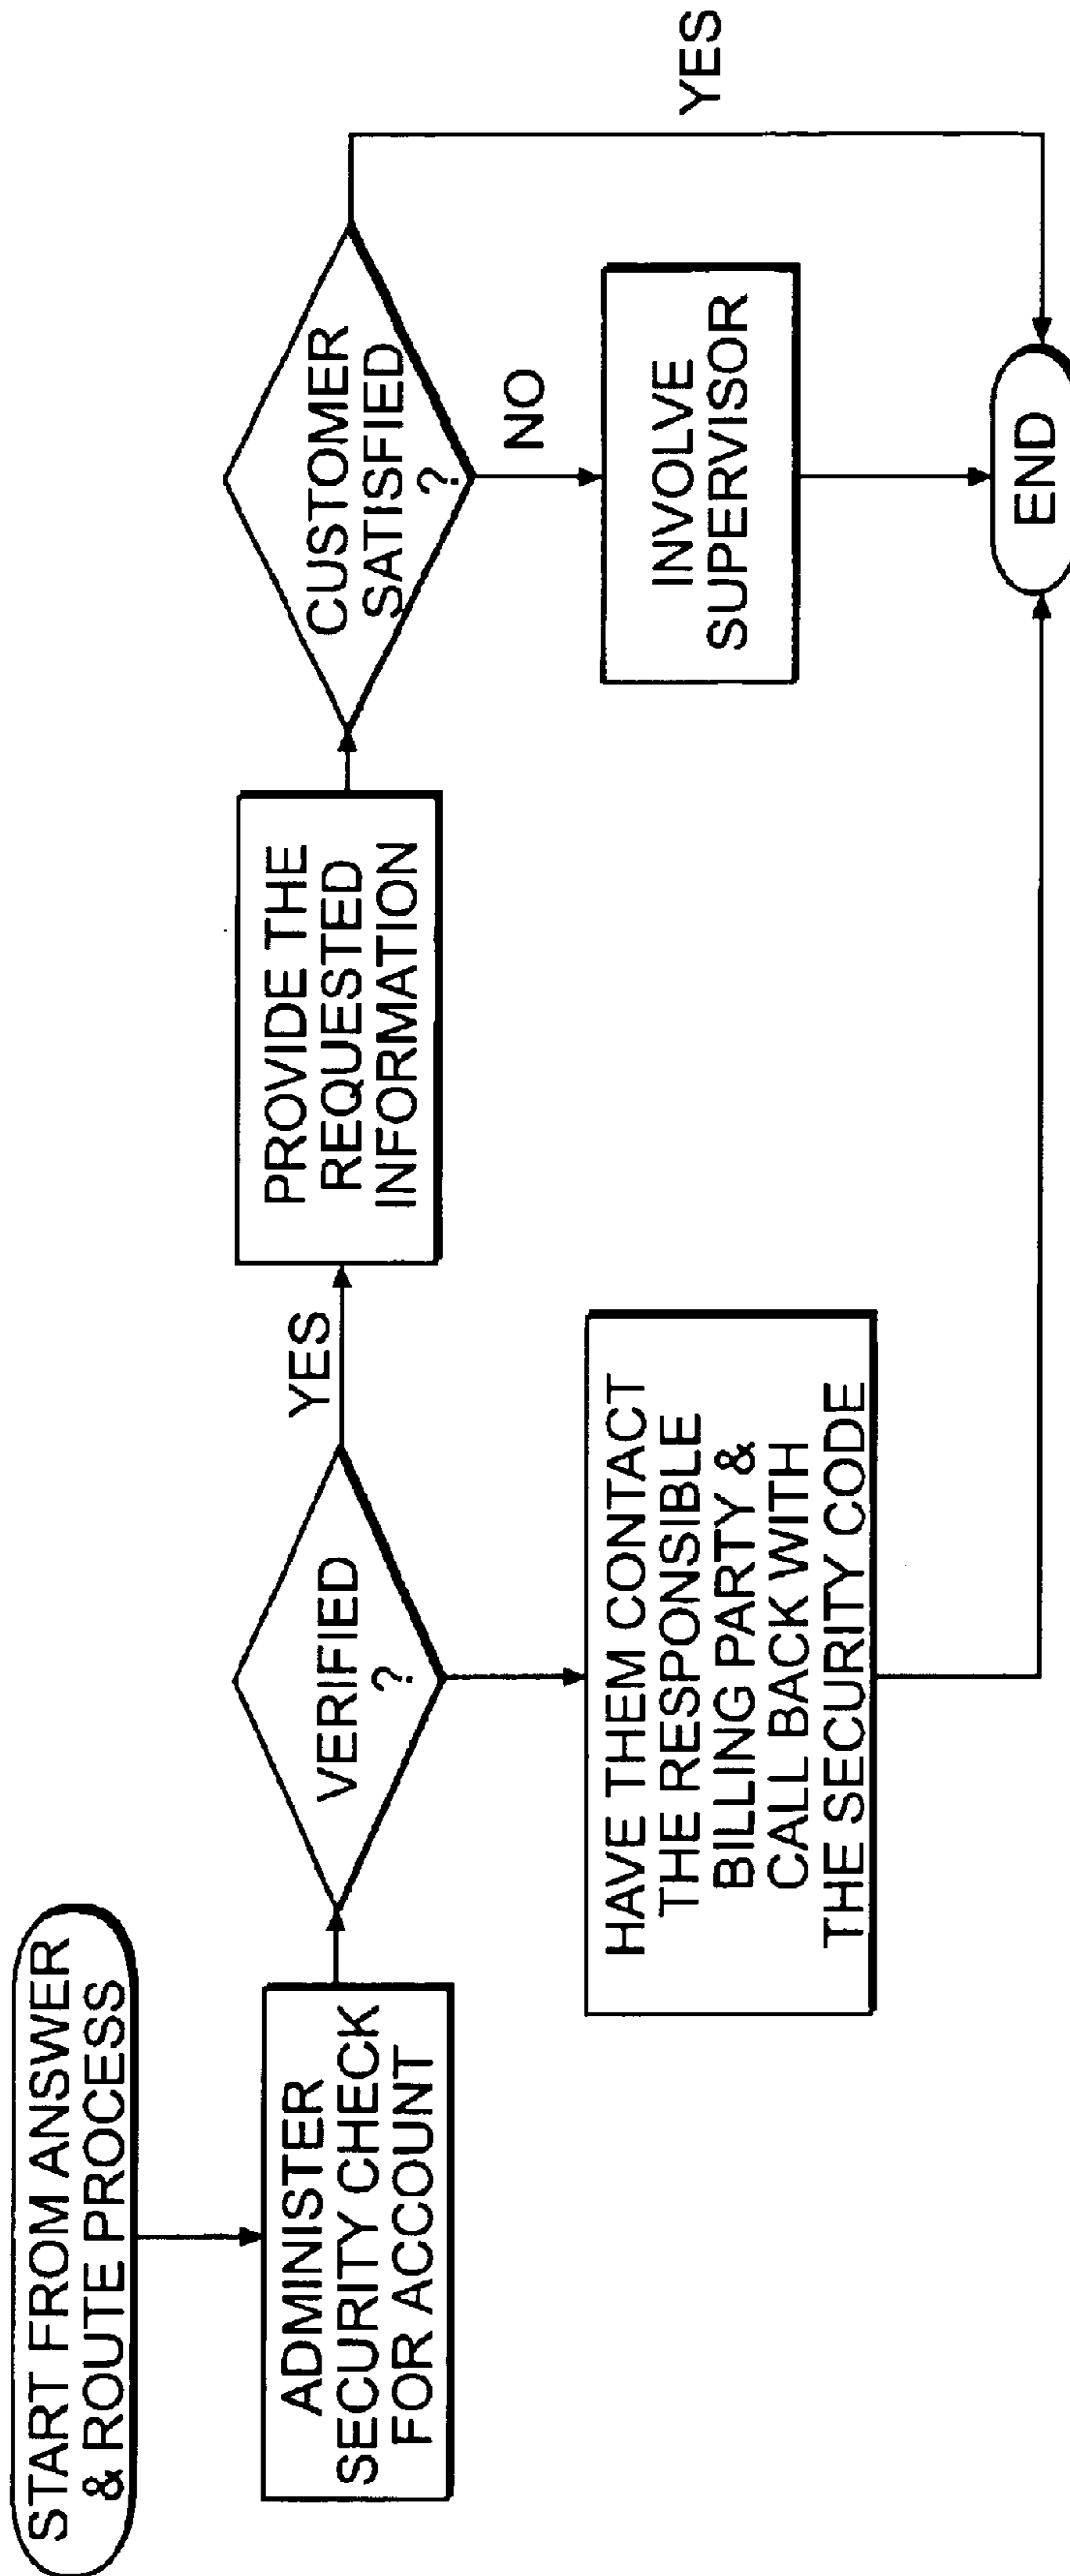 START FROM ANSWER
& ROUTE PROCESS
ADMINISTER
SECURITY CHECK
FOR ACCOUNT
VERIFIED
?
YES
PROVIDE THE
REQUESTED
INFORMATION
CUSTOMER
SATISFIED
?
YES
NO
INVOLVE
SUPERVISOR
HAVE THEM CONTACT
THE RESPONSIBLE
BILLING PARTY &
CALL BACK WITH
THE SECURITY CODE
END